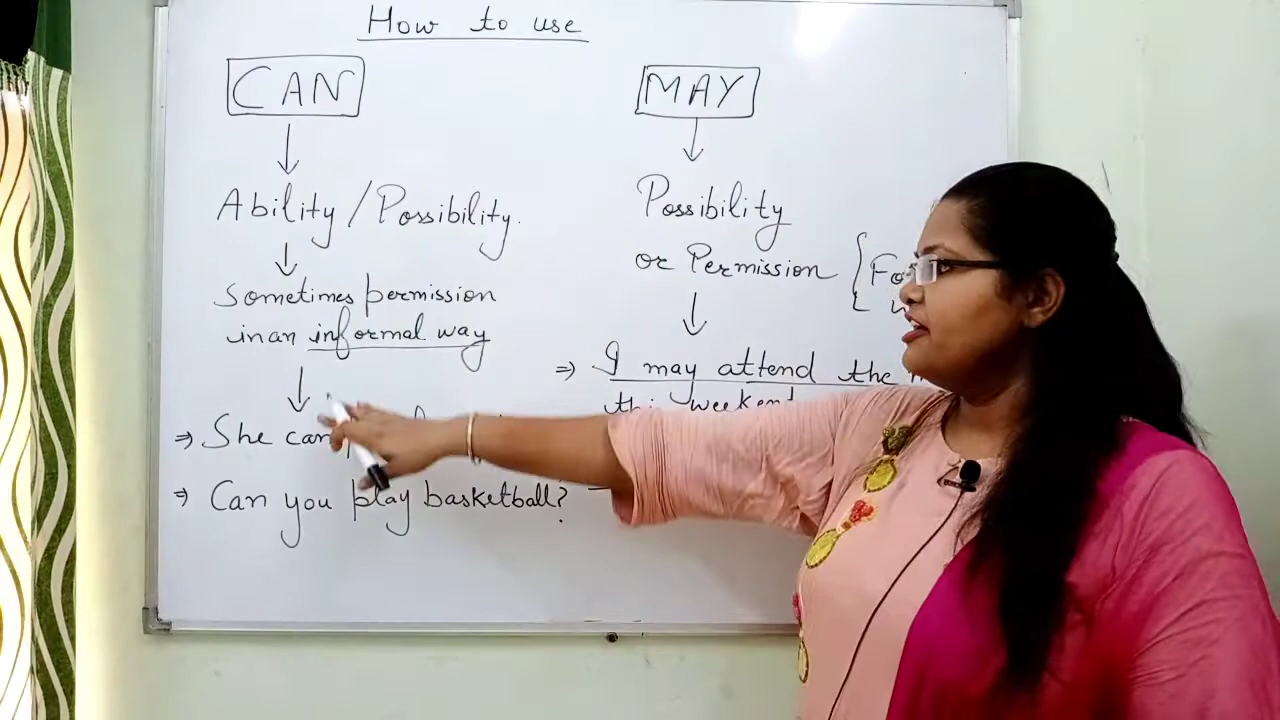 How to use
CAN
Ability/Possibility.
Sometimes permission
in an informal way
⇒ She can
⇒ Can you play basketball?
MAY
Possibility
or Permission {
⇒ I may attend the
this weekend